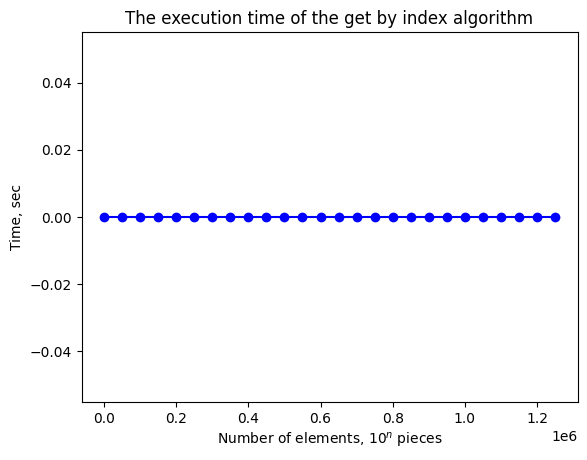 The execution time of the get by index algorithm
Time, sec
0.04
0.02
0.00
−0.02
−0.04
0.0 0.2 0.4 0.6 0.8 1.0 1.2
1e6
Number of elements, 10ⁿ pieces